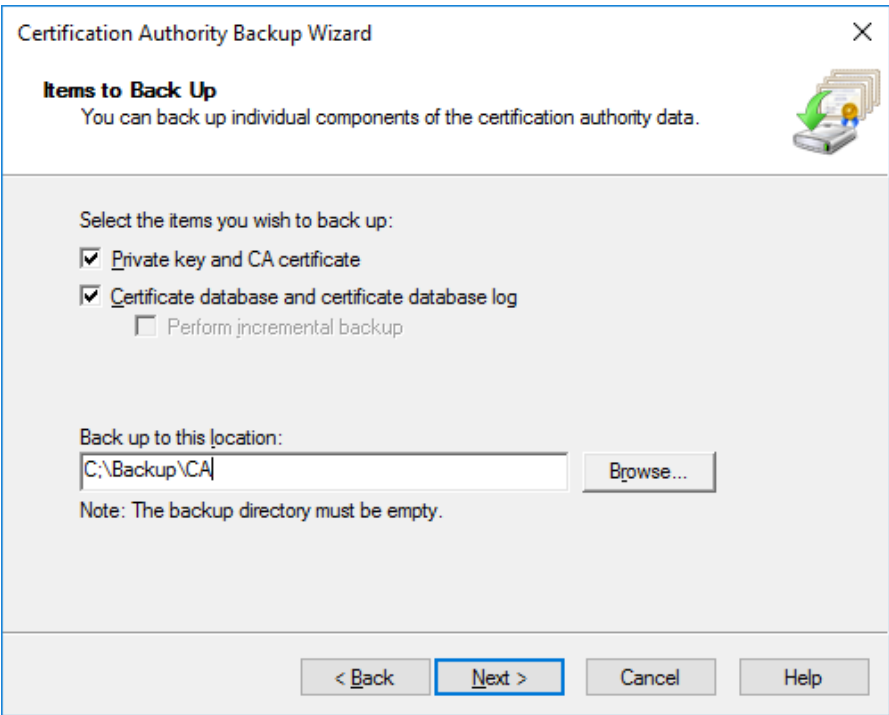 Certification Authority Backup Wizard
Items to Back Up
You can back up individual components of the certification authority data.
Select the items you wish to back up:
Private key and CA certificate
Certificate database and certificate database log
Perform incremental backup
Back up to this location:
C;\Backup\CA
Browse...
Note: The backup directory must be empty.
< Back
Next >
Cancel
Help